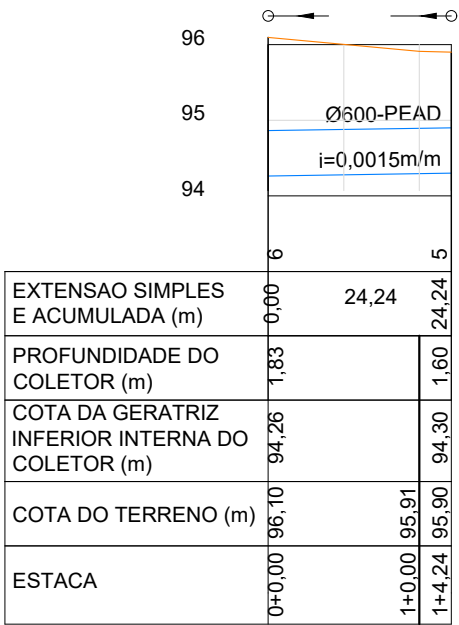 96
95
Ø600-PEAD
i=0,0015m/m
94
6
5
EXTENSAO SIMPLES
E ACUMULADA (m)
0,00
24,24
24,24
PROFUNDIDADE DO
COLETOR (m)
1,83
1,60
COTA DA GERATRIZ
INFERIOR INTERNA DO
COLETOR (m)
94,26
94,30
COTA DO TERRENO (m)
96,10
95,91
95,90
ESTACA
0+0,00
1+0,00
1+4,24